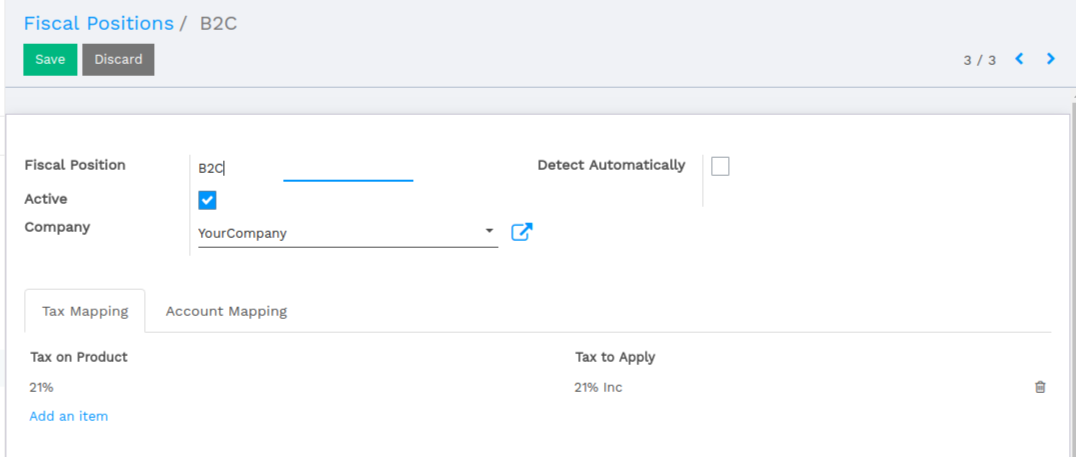 Fiscal Positions / B2C
Save Discard 3 / 3
Fiscal Position B2C Detect Automatically
Active
Company YourCompany
Tax Mapping Account Mapping
Tax on Product Tax to Apply
21% 21% Inc
Add an item